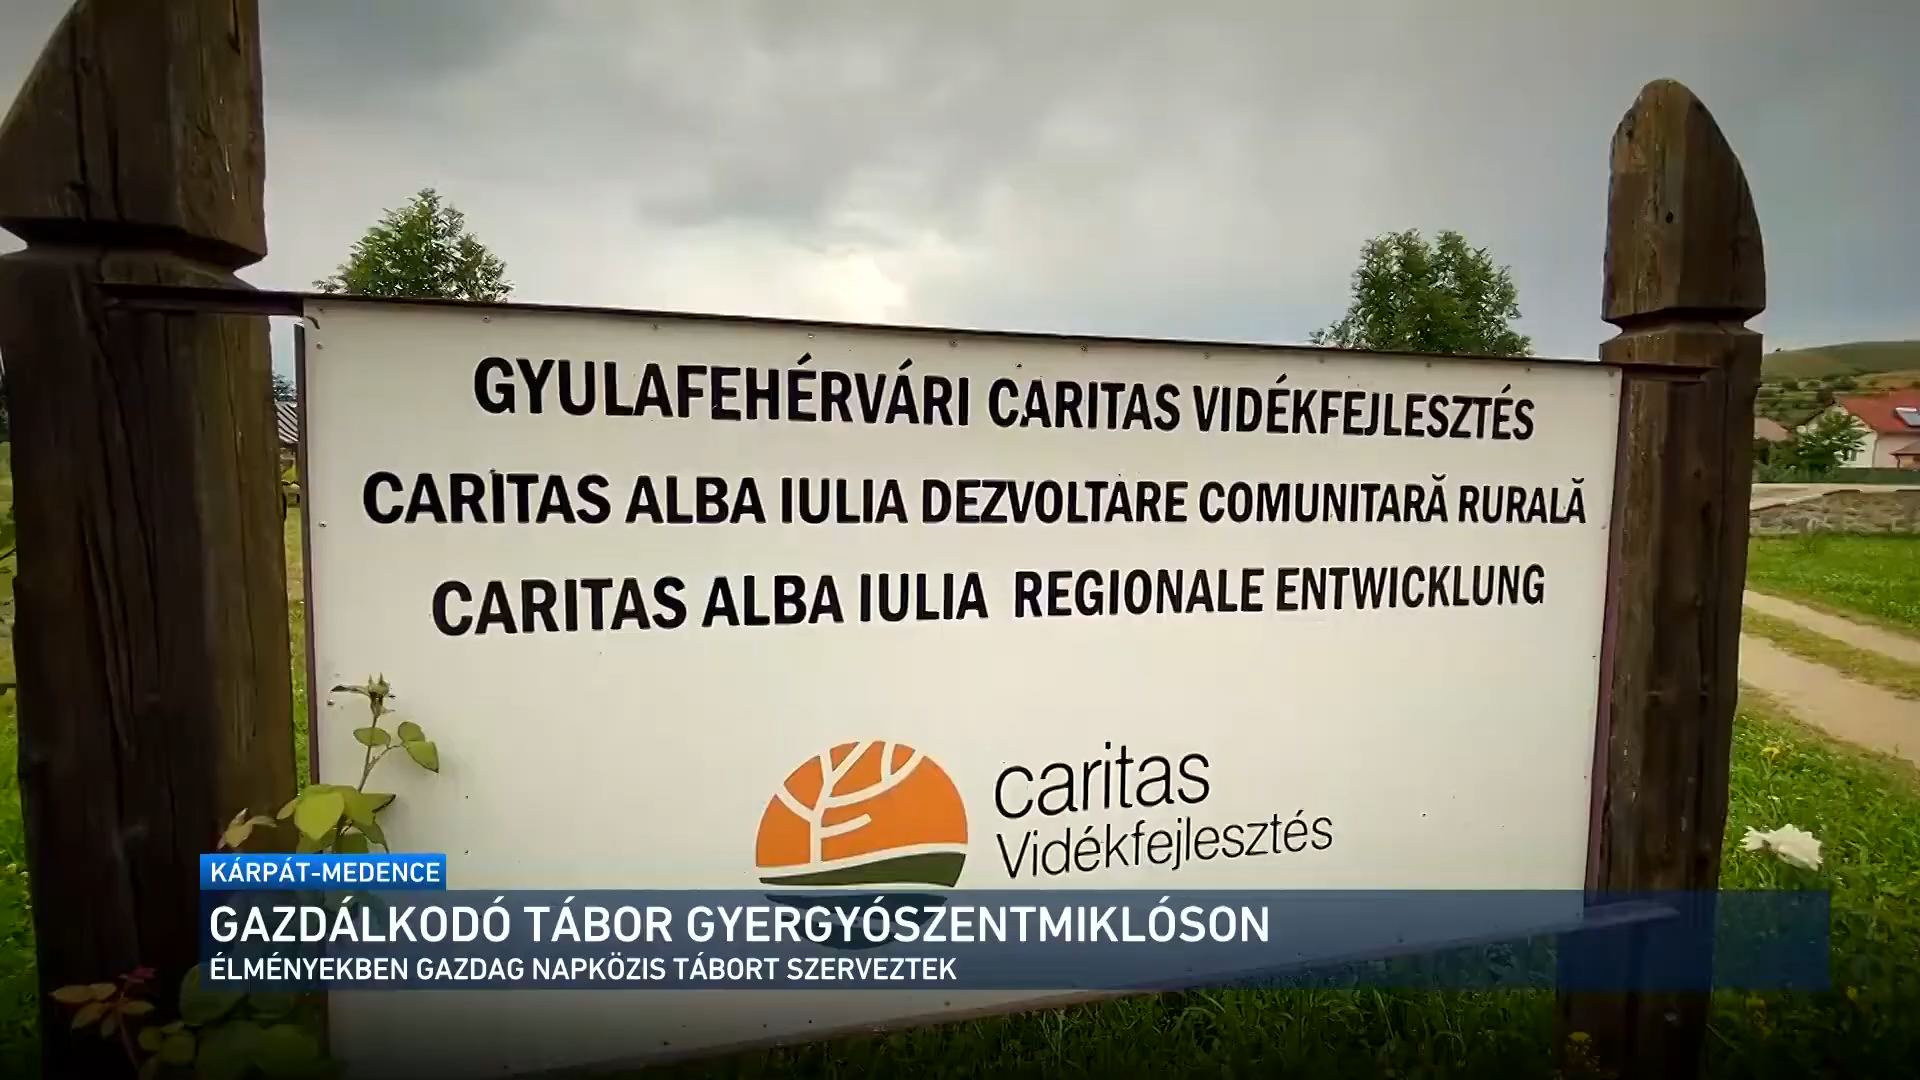 GYULAFEHÉRVÁRI CARITAS VIDÉKFEJLESZTÉS
CARITAS ALBA IULIA DEZVOLTARE COMUNITARĂ RURALĂ
CARITAS ALBA IULIA REGIONALE ENTWICKLUNG
caritas
Vidékfejlesztés
KÁRPÁT-MEDENCE
GAZDÁLKODÓ TÁBOR GYERGYÓSZENTMIKLÓSON
ÉLMÉNYEKBEN GAZDAG NAPKÖZIS TÁBORT SZERVEZTEK